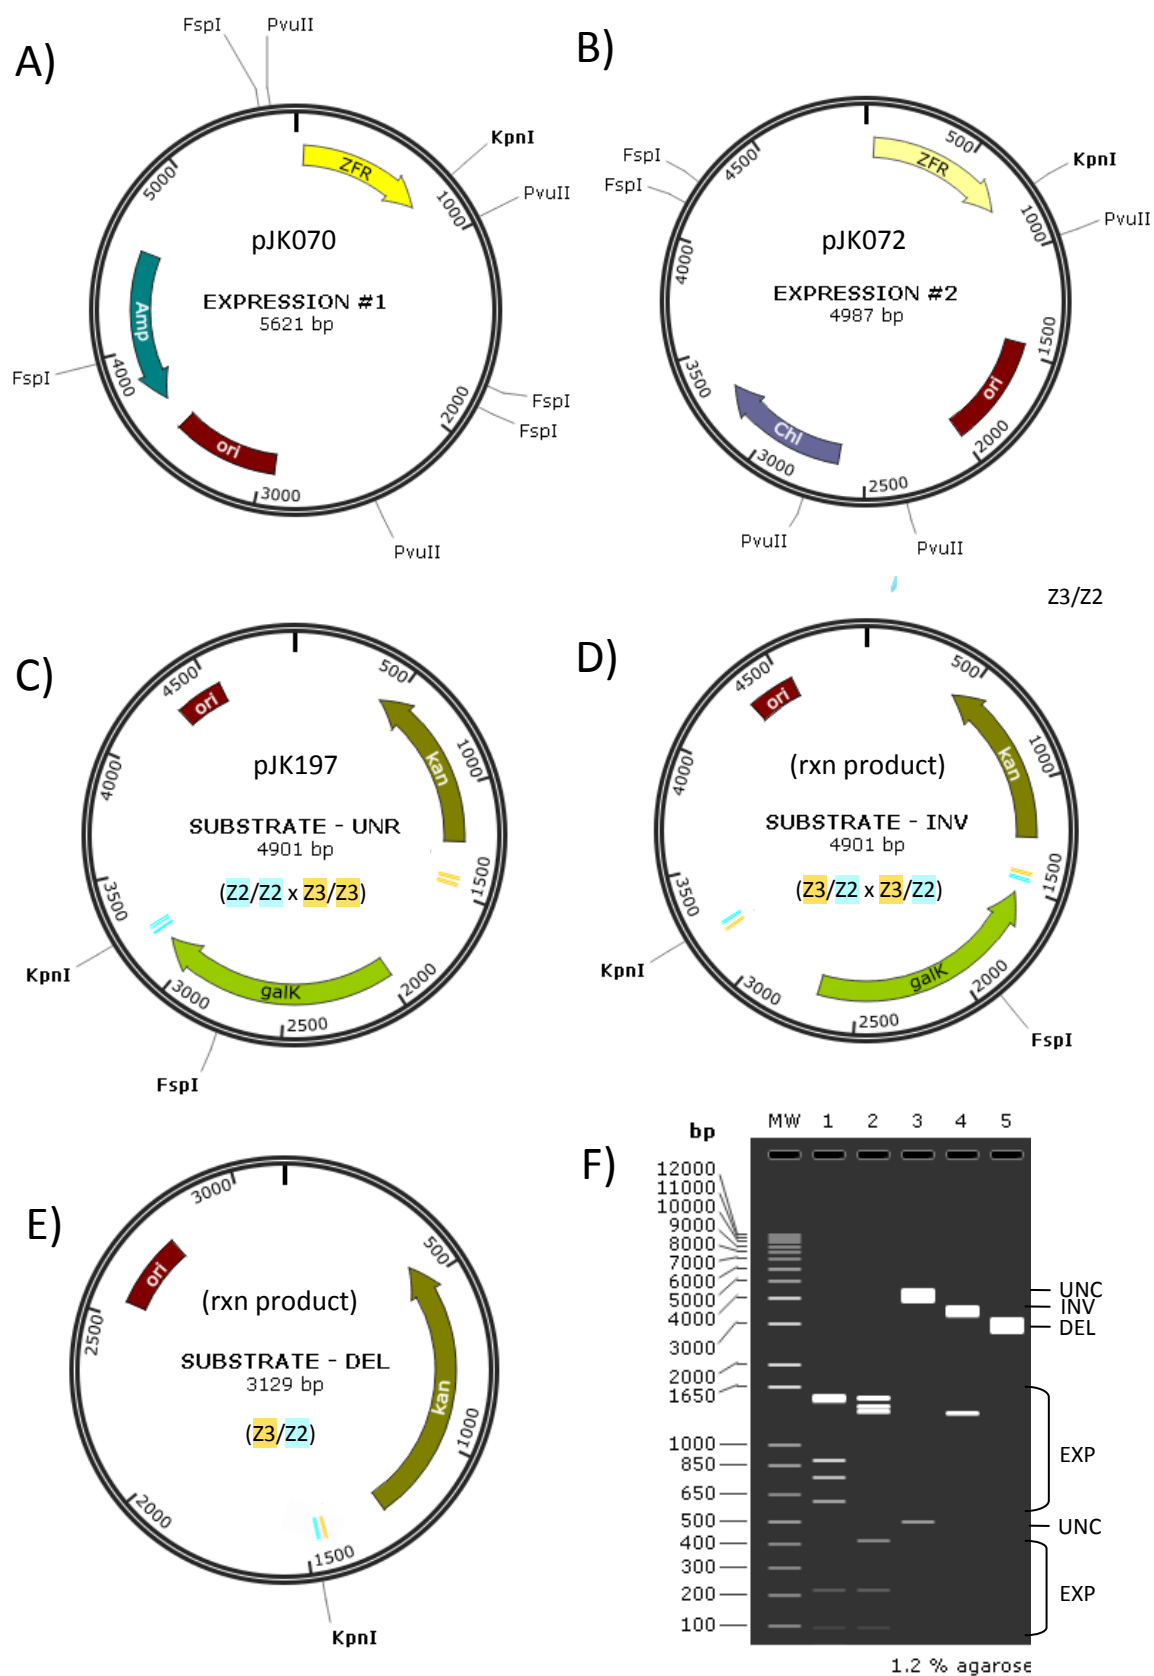 A)
FspI
PvuII
KpnI
PvuII
FspI
FspI
PvuII
FspI
ZFR
1000
2000
3000
4000
5000
Amp
ori
pJK070
EXPRESSION #1
5621 bp
B)
FspI
FspI
KpnI
PvuII
PvuII
PvuII
ZFR
500
1000
1500
2000
2500
3000
3500
4000
4500
ori
Chl
pJK072
EXPRESSION #2
4987 bp
Z3/Z2
C)
500
1000
1500
2000
2500
3000
3500
4000
4500
ori
kan
galK
pJK197
SUBSTRATE - UNR
4901 bp
(Z2/Z2 x Z3/Z3)
KpnI
FspI
D)
500
1000
1500
2000
2500
3000
3500
4000
4500
ori
kan
galK
(rxn product)
SUBSTRATE - INV
4901 bp
(Z3/Z2 x Z3/Z2)
KpnI
FspI
E)
500
1000
1500
2000
2500
3000
ori
kan
(rxn product)
SUBSTRATE - DEL
3129 bp
(Z3/Z2)
KpnI
F)
bp
MW 1 2 3 4 5
12000
11000
10000
9000
8000
7000
6000
5000
4000
3000
2000
1650
1000
850
650
500
400
300
200
100
UNC
INV
DEL
EXP
UNC
EXP
1.2 % agarose